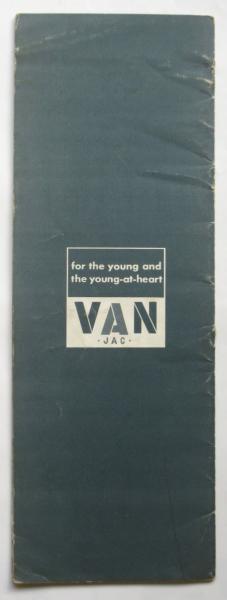 for the young and
the young-at-heart
VAN
·JAC·